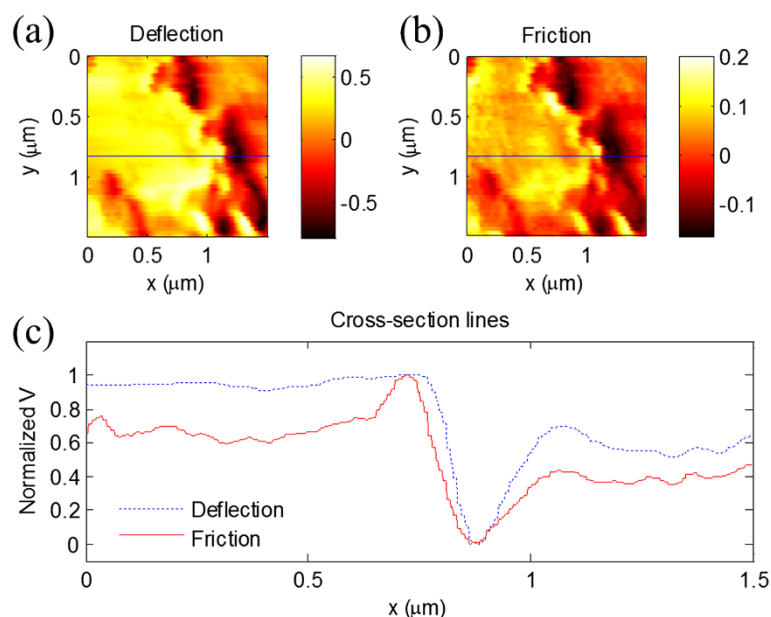 (a)
Deflection
0
0.5
1
y (μm)
0 0.5 1
x (μm)
0.5
0
-0.5
(b)
Friction
0
0.5
1
y (μm)
0 0.5 1
x (μm)
0.2
0.1
0
-0.1
(c)
Cross-section lines
1
0.8
0.6
0.4
0.2
0
Normalized V
Deflection
Friction
0 0.5 1 1.5
x (μm)